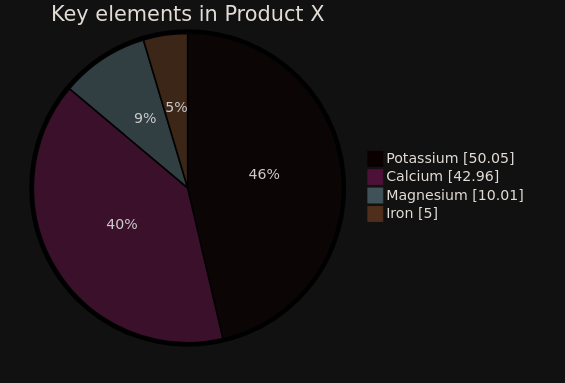 Key elements in Product X
5%
9%
46%
40%
Potassium [50.05]
Calcium [42.96]
Magnesium [10.01]
Iron [5]